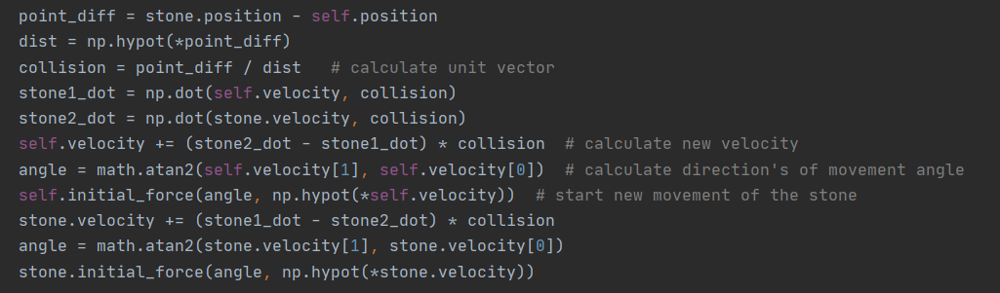 point_diff = stone.position - self.position
dist = np.hypot(*point_diff)
collision = point_diff / dist   # calculate unit vector
stone1_dot = np.dot(self.velocity, collision)
stone2_dot = np.dot(stone.velocity, collision)
self.velocity += (stone2_dot - stone1_dot) * collision  # calculate new velocity
angle = math.atan2(self.velocity[1], self.velocity[0])  # calculate direction's of movement angle
self.initial_force(angle, np.hypot(*self.velocity))  # start new movement of the stone
stone.velocity += (stone1_dot - stone2_dot) * collision
angle = math.atan2(stone.velocity[1], stone.velocity[0])
stone.initial_force(angle, np.hypot(*stone.velocity))